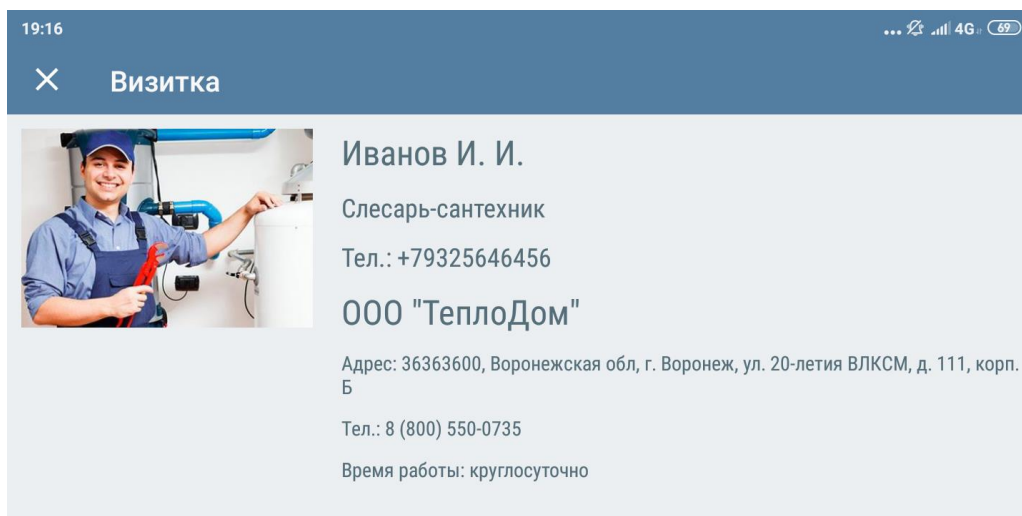 19:16
... 4G 69
Визитка
Иванов И. И.
Слесарь-сантехник
Тел.: +79325646456
ООО "ТеплоДом"
Адрес: 36363600, Воронежская обл, г. Воронеж, ул. 20-летия ВЛКСМ, д. 111, корп.
Б
Тел.: 8 (800) 550-0735
Время работы: круглосуточно